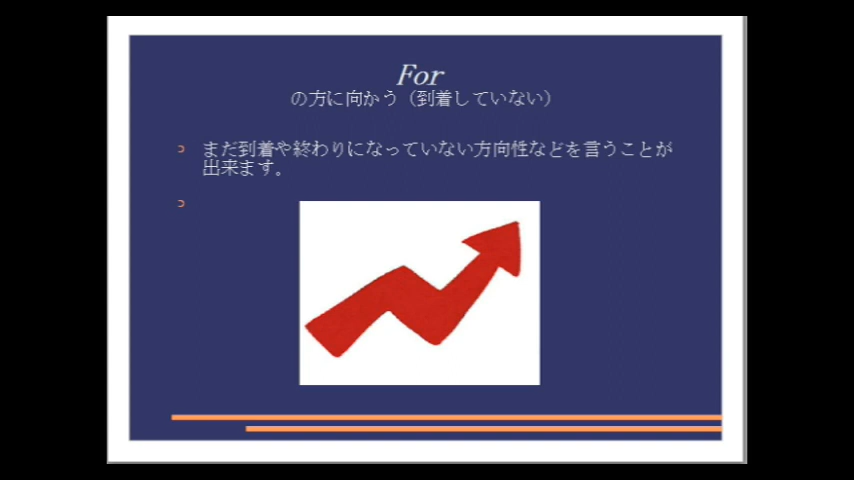 For
の方に向かう（到着していない）
まだ到着や終わりになっていない方向性などを言うことが
出来ます。